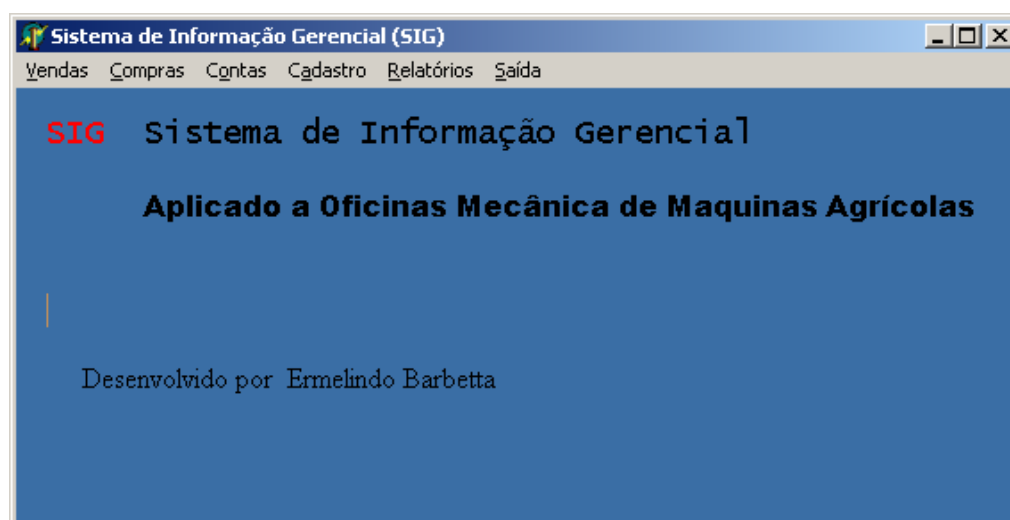 Sistema de Informação Gerencial (SIG)
Vendas Compras Contas Cadastro Relatórios Saída
SIG Sistema de Informação Gerencial
Aplicado a Oficinas Mecânica de Maquinas Agrícolas
Desenvolvido por Ermelindo Barbetta